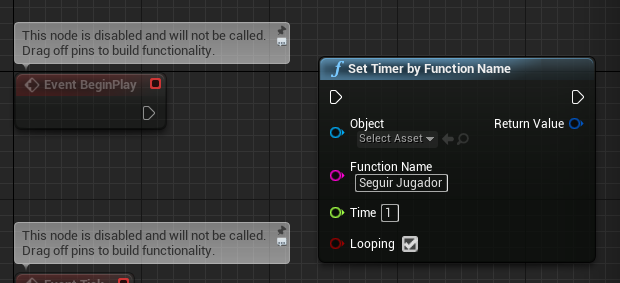 This node is disabled and will not be called.
Drag off pins to build functionality.
Event BeginPlay
Set Timer by Function Name
Object
Select Asset
Return Value
Function Name
Seguir Jugador
Time 1
Looping
This node is disabled and will not be called.
Drag off pins to build functionality.
Event Tick